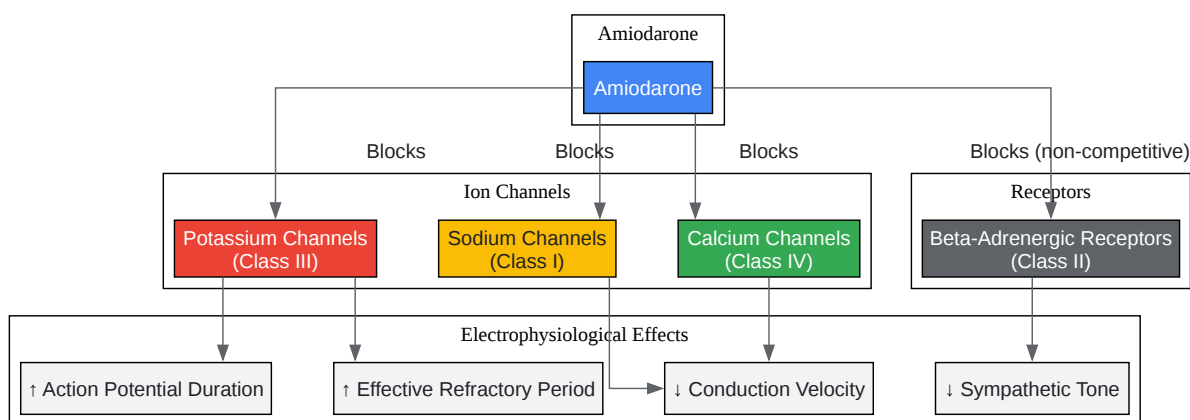 Amiodarone
Amiodarone
Blocks
Blocks
Blocks
Blocks (non-competitive)
Ion Channels
Receptors
Potassium Channels
(Class III)
Sodium Channels
(Class I)
Calcium Channels
(Class IV)
Beta-Adrenergic Receptors
(Class II)
Electrophysiological Effects
↑ Action Potential Duration
↑ Effective Refractory Period
↓ Conduction Velocity
↓ Sympathetic Tone